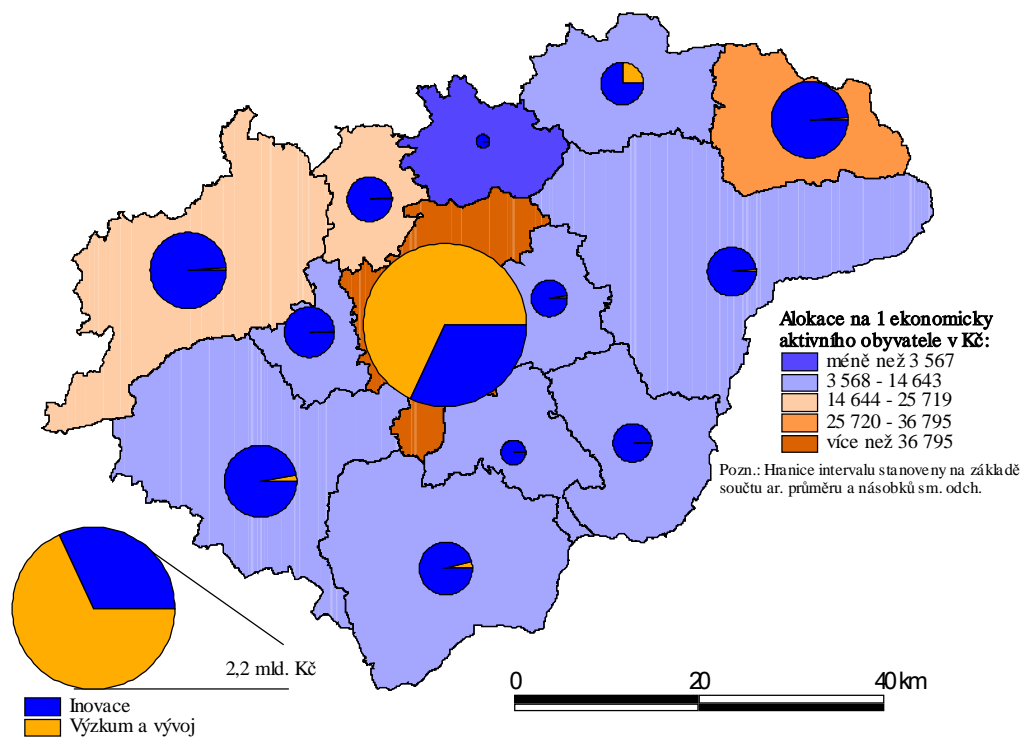 Alokace na 1 ekonomicky
aktivního obyvatele v Kč:
méně než 3 567
3 568 - 14 643
14 644 - 25 719
25 720 - 36 795
více než 36 795
Pozn.: Hranice intervalu stanoveny na základě
součtu ar. průměru a násobků sm. odch.
2,2 mld. Kč
Inovace
Výzkum a vývoj
0 20 40 km